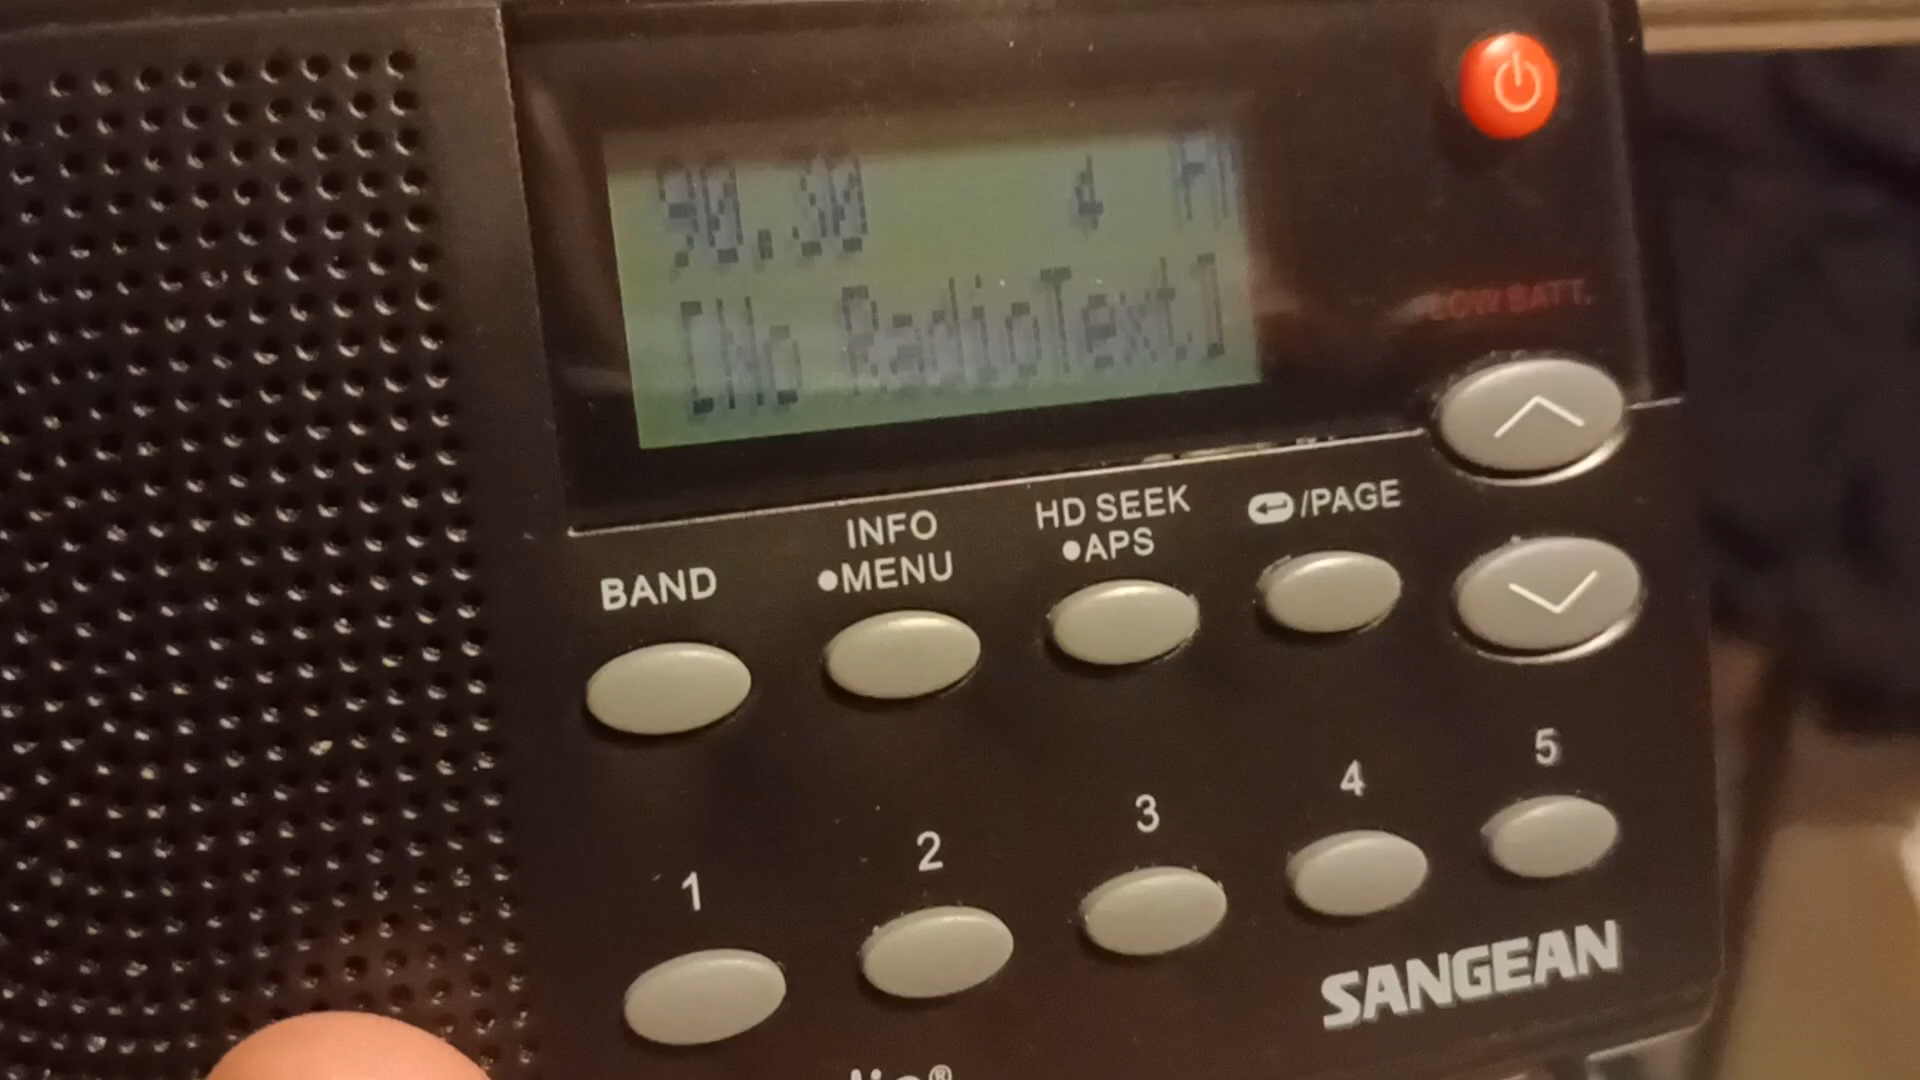 90.30 4 FM
[No RadioText]
LOW BATT.
BAND
INFO
•MENU
HD SEEK
•APS
/PAGE
1
2
3
4
5
SANGEAN